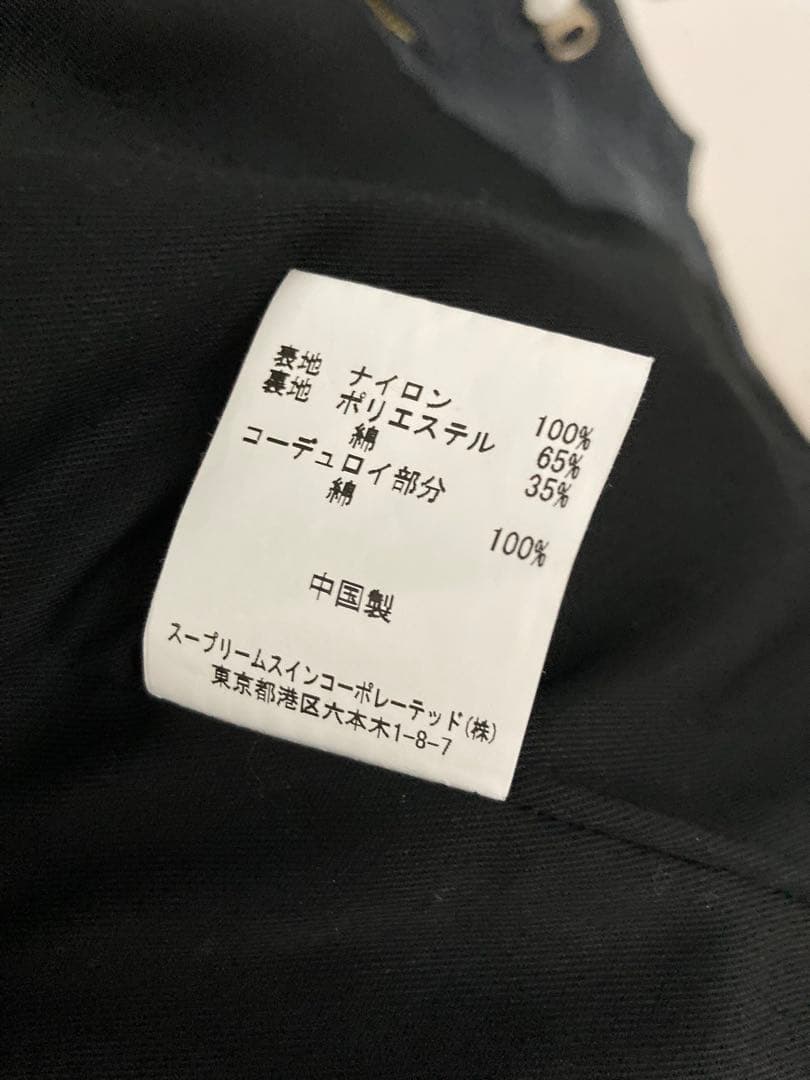 表地 ナイロン 100%
裏地 ポリエステル 65%
綿 35%
コーデュロイ部分
綿 100%
中国製
スープリームスインコーポレーテッド(株)
東京都港区六本木1-8-7